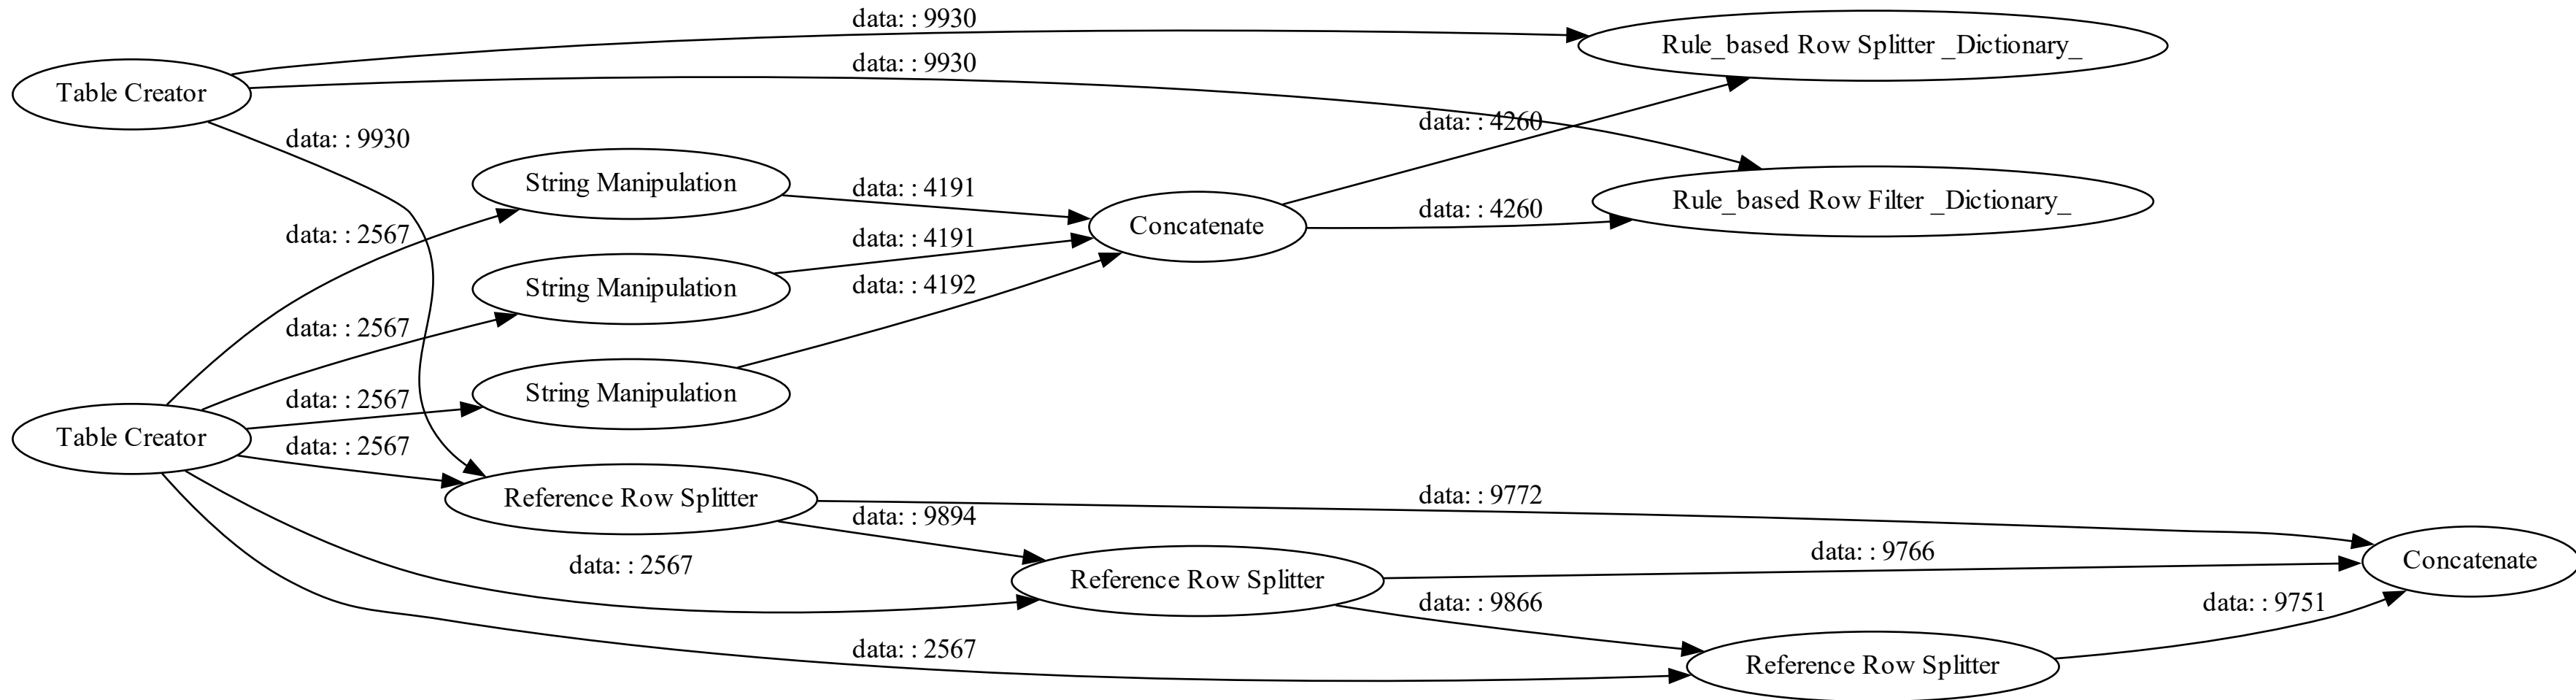 data: : 9930
Rule_based Row Splitter _Dictionary_
data: : 9930
Table Creator
data: : 4260
data: : 9930
String Manipulation
data: : 4191
Rule_based Row Filter _Dictionary_
data: : 4260
Concatenate
data: : 2567
data: : 4191
String Manipulation
data: : 4192
data: : 2567
data: : 2567
String Manipulation
Table Creator
data: : 2567
Reference Row Splitter
data: : 9772
data: : 9894
data: : 9766
Concatenate
data: : 2567
Reference Row Splitter
data: : 9866
data: : 9751
data: : 2567
Reference Row Splitter